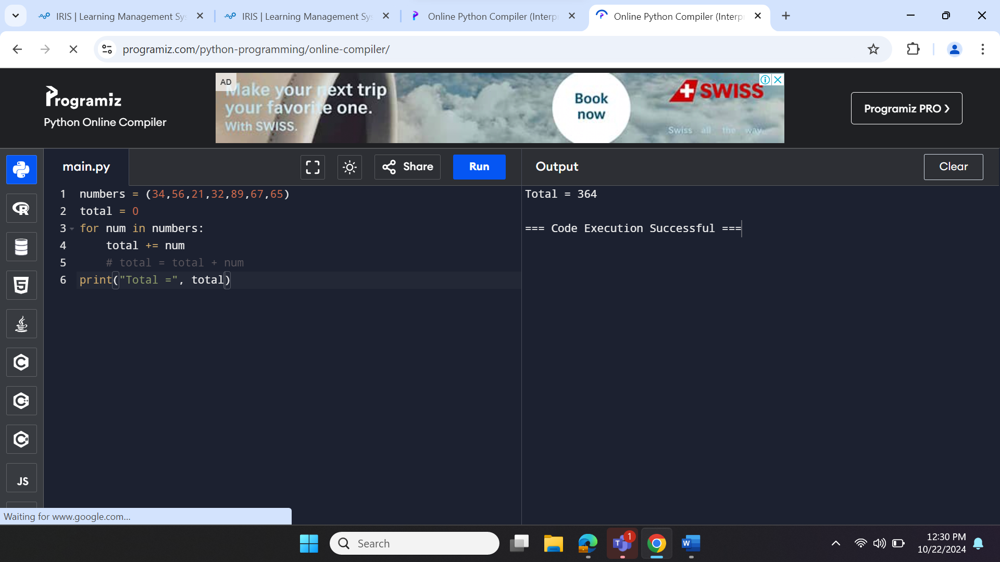 IRIS | Learning Management Sys
IRIS | Learning Management Sys
Online Python Compiler (Interp
Online Python Compiler (Interp
programiz.com/python-programming/online-compiler/
Programiz
Python Online Compiler
AD
Make your next trip
your favorite one.
With SWISS.
Book
now
SWISS
Swiss all the way.
Programiz PRO ❯
main.py
Share
Run
Output
Clear
1 numbers = (34,56,21,32,89,67,65)
2 total = 0
3 for num in numbers:
4     total += num
5     # total = total + num
6 print("Total =", total)
Total = 364
=== Code Execution Successful ===
R
5
C
C++
C#
JS
Waiting for www.google.com...
Search
T
1
W
12:30 PM
10/22/2024